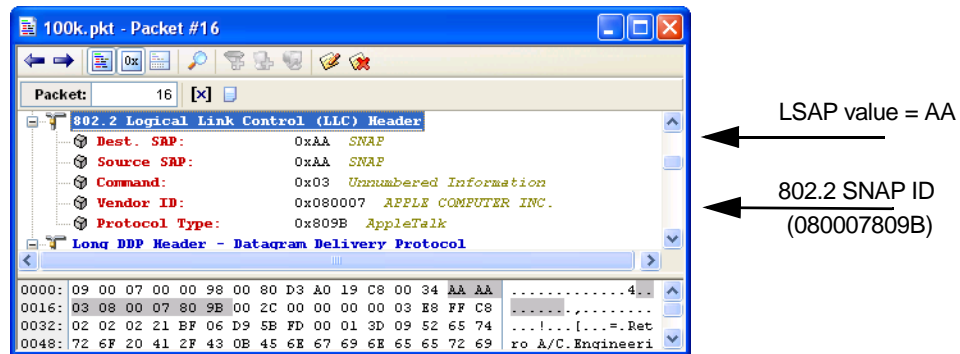 100k.pkt - Packet #16
0x
Packet: 16 [x]
802.2 Logical Link Control (LLC) Header
Dest. SAP: 0xAA SNAP
Source SAP: 0xAA SNAP
Command: 0x03 Unnumbered Information
Vendor ID: 0x080007 APPLE COMPUTER INC.
Protocol Type: 0x809B AppleTalk
Long DDP Header - Datagram Delivery Protocol
LSAP value = AA
802.2 SNAP ID
(080007809B)
0000: 09 00 07 00 00 98 00 80 D3 A0 19 C8 00 34 AA AA ..............4..
0016: 03 08 00 07 80 9B 00 2C 00 00 00 00 03 E8 FF C8 .......,........
0032: 02 02 02 21 BF 06 D9 5B FD 00 01 3D 09 52 65 74 ...!...[...=.Ret
0048: 72 6F 20 41 2F 43 0B 45 6E 67 69 6E 65 65 72 69 ro A/C.Engineeri